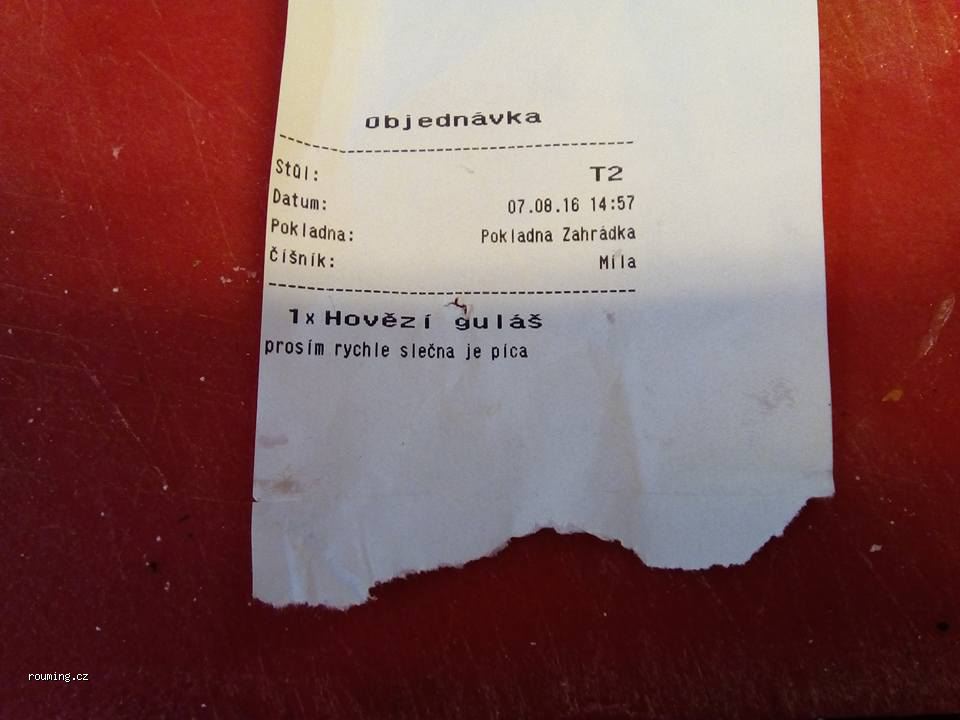 Objednávka
Stůl: T2
Datum: 07.08.16 14:57
Pokladna: Pokladna Zahrádka
Číšník: Míla
1x Hovězí guláš
prosím rychle slečna je píca
rouming.cz